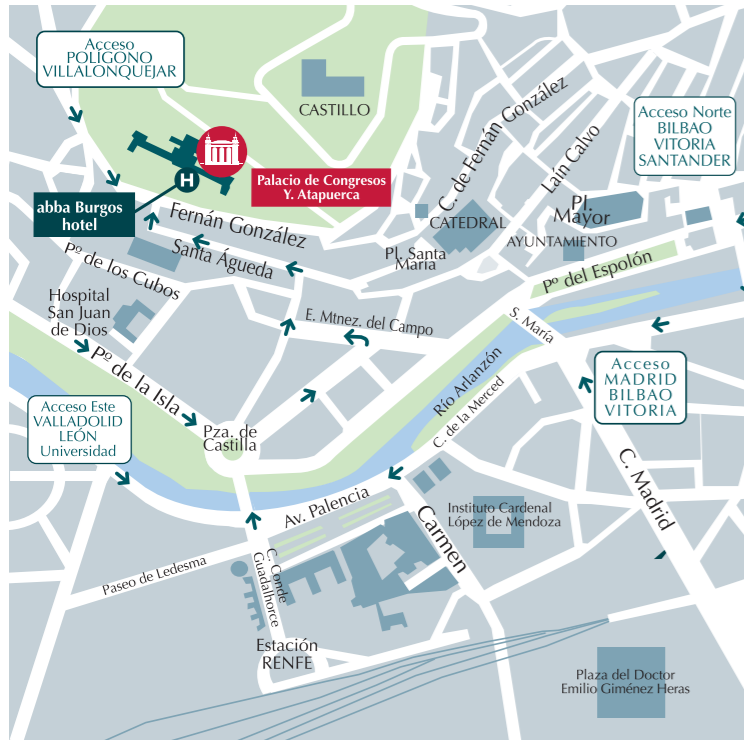 Acceso
POLÍGONO
VILLALONQUEJAR
CASTILLO
Acceso Norte
BILBAO
VITORIA
SANTANDER
H
Palacio de Congresos
Y. Atapuerca
abba Burgos
hotel
C. de Fernán González
Laín Calvo
Pl.
Mayor
CATEDRAL
AYUNTAMIENTO
Fernán González
Santa Águeda
Pl. Santa
María
Pº de los Cubos
Pº del Espolón
Hospital
San Juan
de Dios
E. Mtnez. del Campo
S. María
Pº de la Isla
Río Arlanzón
C. de la Merced
Acceso
MADRID
BILBAO
VITORIA
Acceso Este
VALLADOLID
LEÓN
Universidad
Pza. de
Castilla
Av. Palencia
Carmen
C. Madrid
Instituto Cardenal
López de Mendoza
Paseo de Ledesma
C. Conde
Guadalhorce
Estación
RENFE
Plaza del Doctor
Emilio Giménez Heras